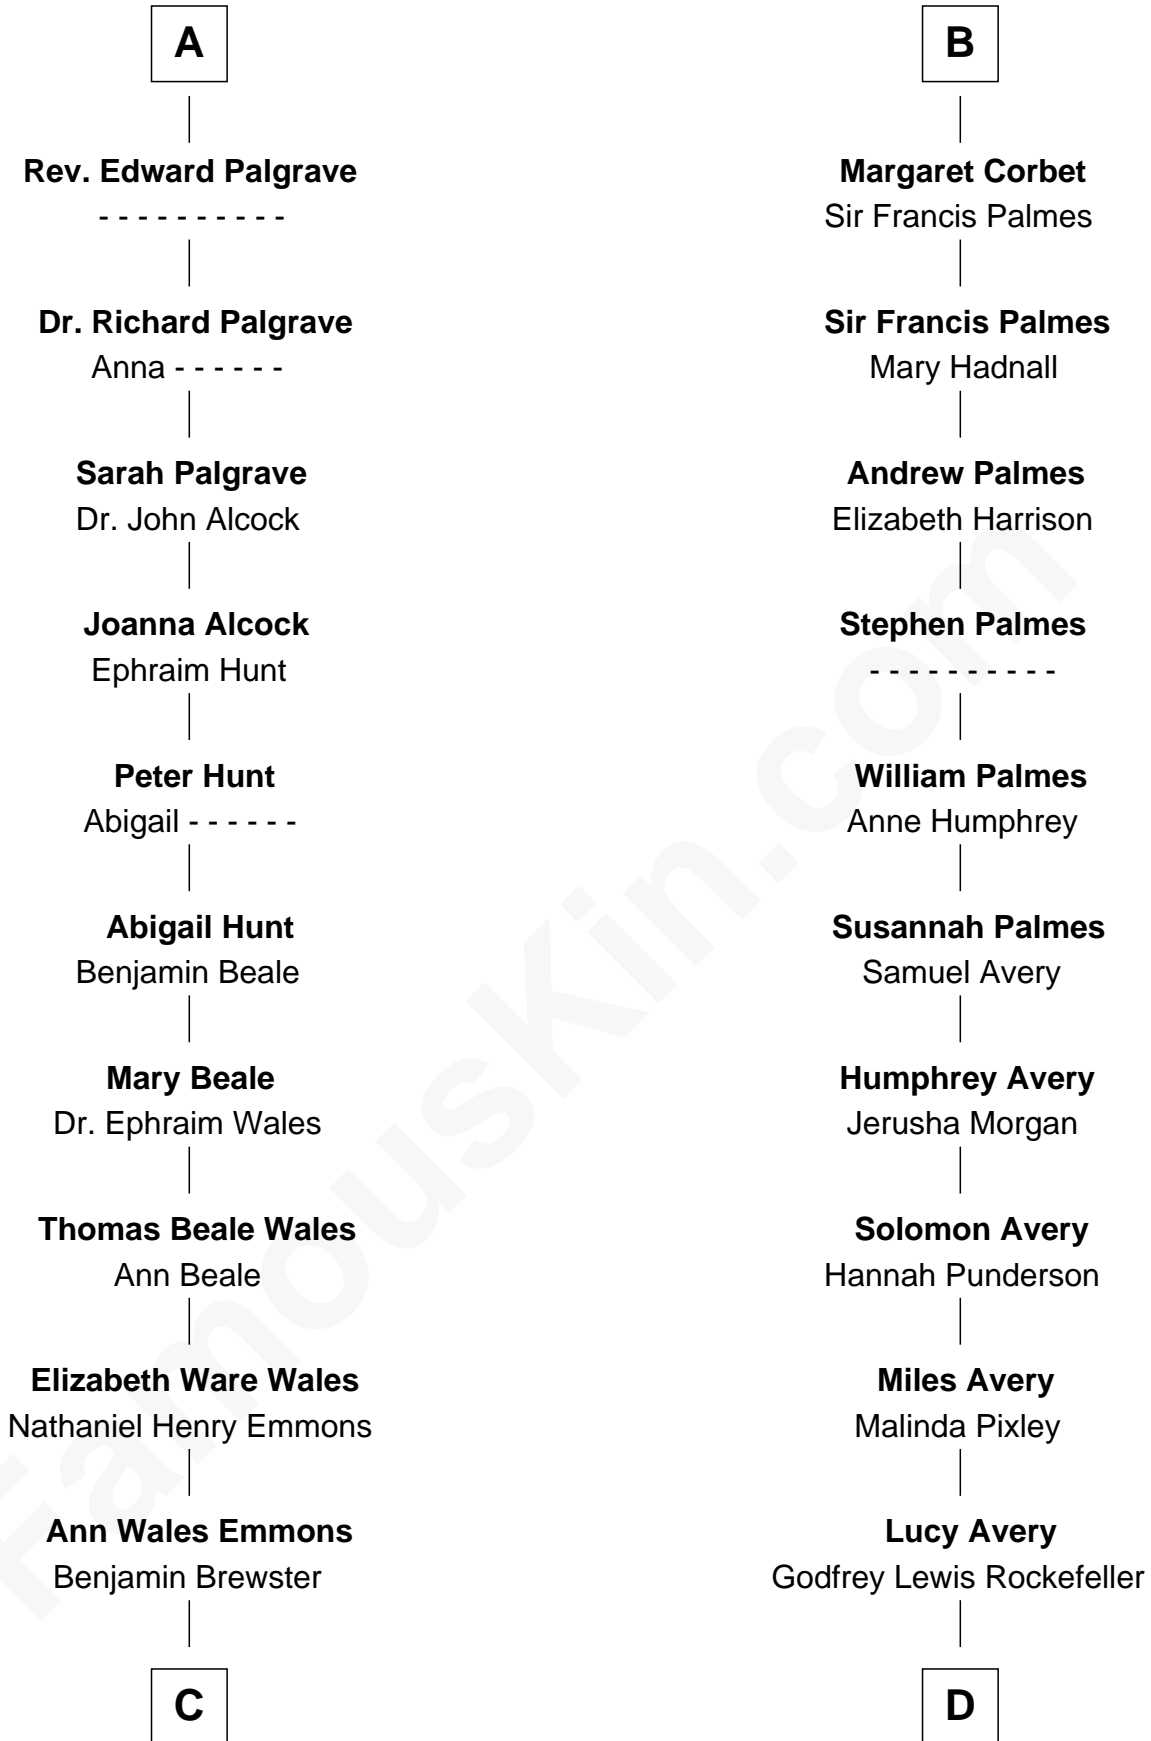 A
Rev. Edward Palgrave
- - - - - - - - - -
Dr. Richard Palgrave
Anna - - - - - -
Sarah Palgrave
Dr. John Alcock
Joanna Alcock
Ephraim Hunt
Peter Hunt
Abigail - - - - - -
Abigail Hunt
Benjamin Beale
Mary Beale
Dr. Ephraim Wales
Thomas Beale Wales
Ann Beale
Elizabeth Ware Wales
Nathaniel Henry Emmons
Ann Wales Emmons
Benjamin Brewster
C
B
Margaret Corbet
Sir Francis Palmes
Sir Francis Palmes
Mary Hadnall
Andrew Palmes
Elizabeth Harrison
Stephen Palmes
- - - - - - - - - -
William Palmes
Anne Humphrey
Susannah Palmes
Samuel Avery
Humphrey Avery
Jerusha Morgan
Solomon Avery
Hannah Punderson
Miles Avery
Malinda Pixley
Lucy Avery
Godfrey Lewis Rockefeller
D
FamousKin.com